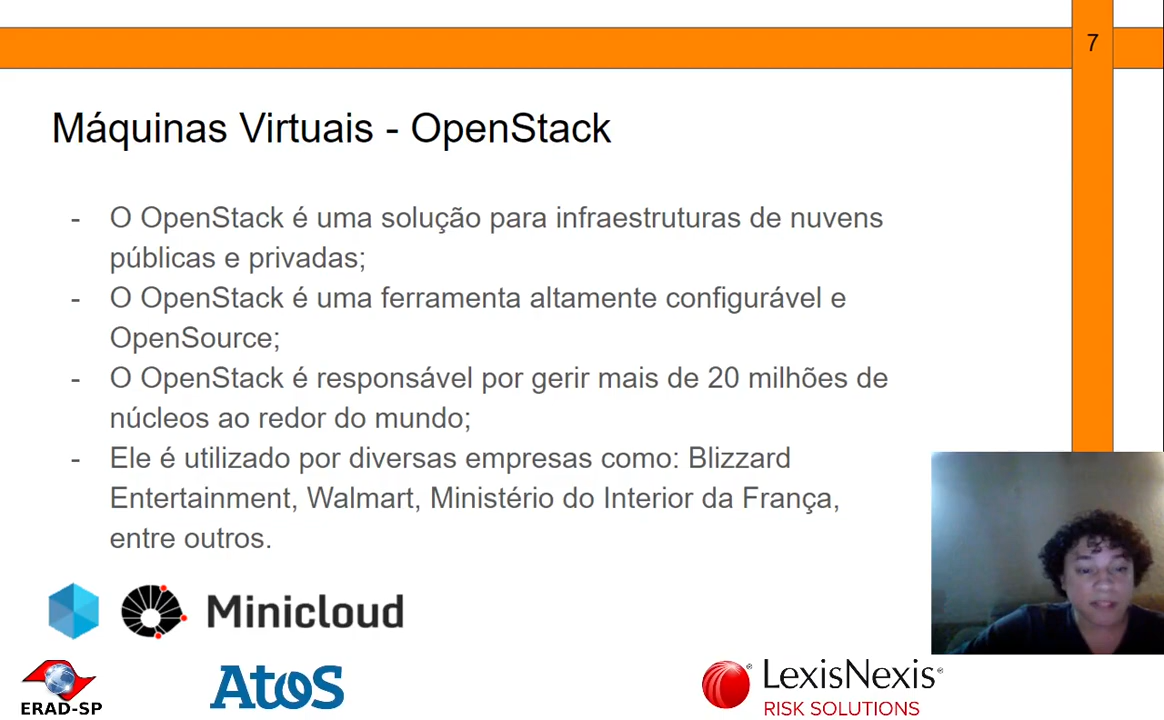 7
Máquinas Virtuais - OpenStack
- O OpenStack é uma solução para infraestruturas de nuvens
públicas e privadas;
- O OpenStack é uma ferramenta altamente configurável e
OpenSource;
- O OpenStack é responsável por gerir mais de 20 milhões de
núcleos ao redor do mundo;
- Ele é utilizado por diversas empresas como: Blizzard
Entertainment, Walmart, Ministério do Interior da França,
entre outros.
Minicloud
ERAD-SP
Atos
LexisNexis®
RISK SOLUTIONS